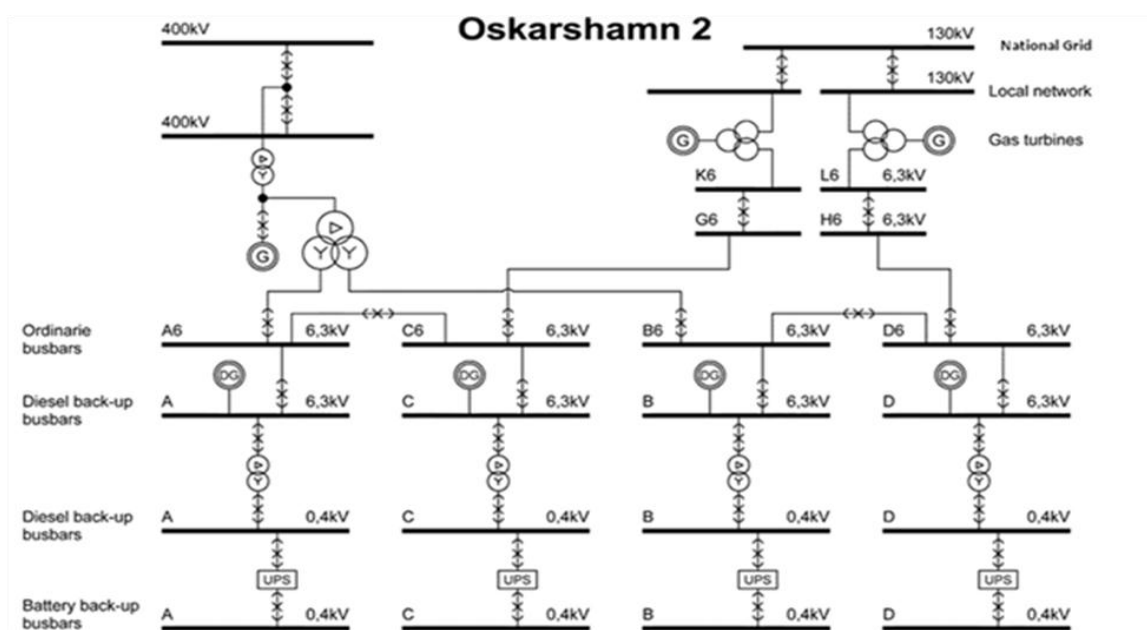 Oskarshamn 2
400kV
130kV
National Grid
130kV
Local network
400kV
G
G
Gas turbines
K6
L6
6,3kV
G6
H6
6,3kV
G
Ordinarie
busbars
A6
6,3kV
C6
6,3kV
B6
6,3kV
D6
6,3kV
DG
DG
DG
DG
Diesel back-up
busbars
A
6,3kV
C
6,3kV
B
6,3kV
D
6,3kV
Diesel back-up
busbars
A
0,4kV
C
0,4kV
B
0,4kV
D
0,4kV
UPS
UPS
UPS
UPS
Battery back-up
busbars
A
0,4kV
C
0,4kV
B
0,4kV
D
0,4kV